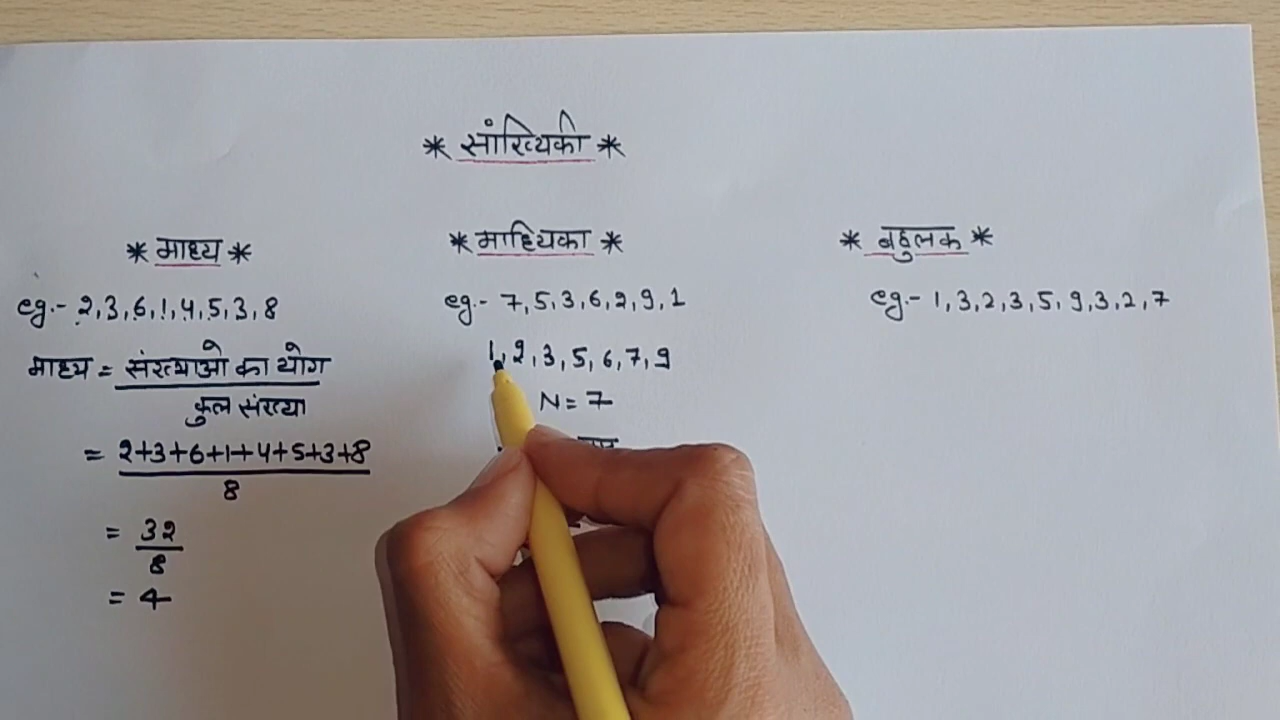 * सांख्यिकी *
* माध्य *
eg.- 2,3,6,1,4,5,3,8
माध्य = संख्याओ का योग
कुल संख्या
= 2+3+6+1+4+5+3+8
8
= 32
8
= 4
* माध्यिका *
eg.- 7,5,3,6,2,9,1
1,2,3,5,6,7,9
N = 7
* बहुलक *
eg.- 1,3,2,3,5,9,3,2,7